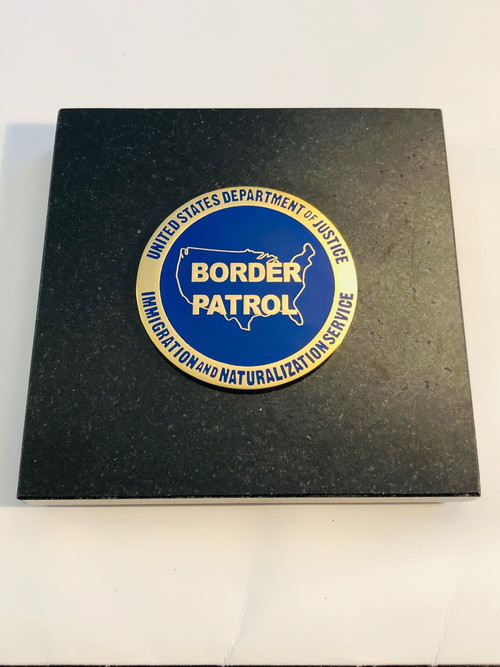 UNITED STATES DEPARTMENT OF JUSTICE
BORDER
PATROL
IMMIGRATION AND NATURALIZATION SERVICE